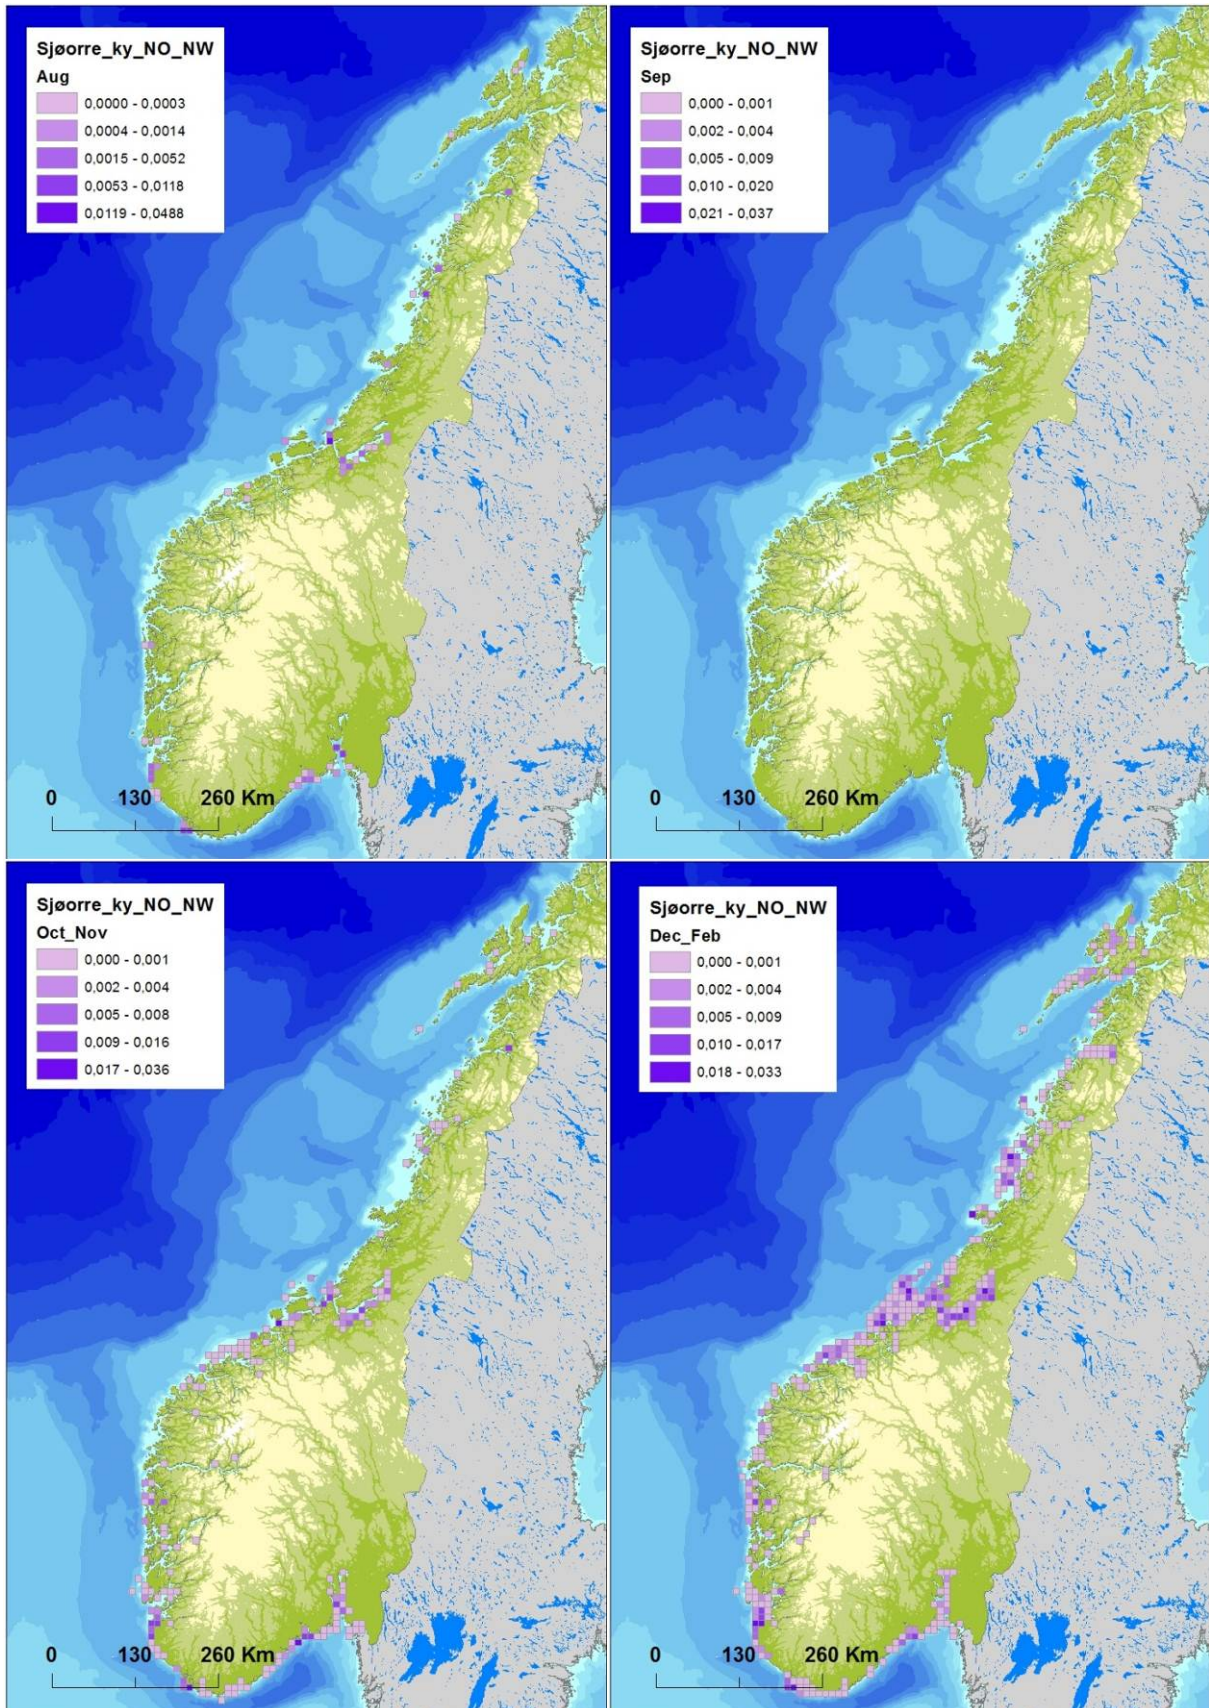 Sjøorre_ky_NO_NW
Aug
0,0000 - 0,0003
0,0004 - 0,0014
0,0015 - 0,0052
0,0053 - 0,0118
0,0119 - 0,0488
0 130 260 Km
Sjøorre_ky_NO_NW
Sep
0,000 - 0,001
0,002 - 0,004
0,005 - 0,009
0,010 - 0,020
0,021 - 0,037
0 130 260 Km
Sjøorre_ky_NO_NW
Oct_Nov
0,000 - 0,001
0,002 - 0,004
0,005 - 0,008
0,009 - 0,016
0,017 - 0,036
0 130 260 Km
Sjøorre_ky_NO_NW
Dec_Feb
0,000 - 0,001
0,002 - 0,004
0,005 - 0,009
0,010 - 0,017
0,018 - 0,033
0 130 260 Km